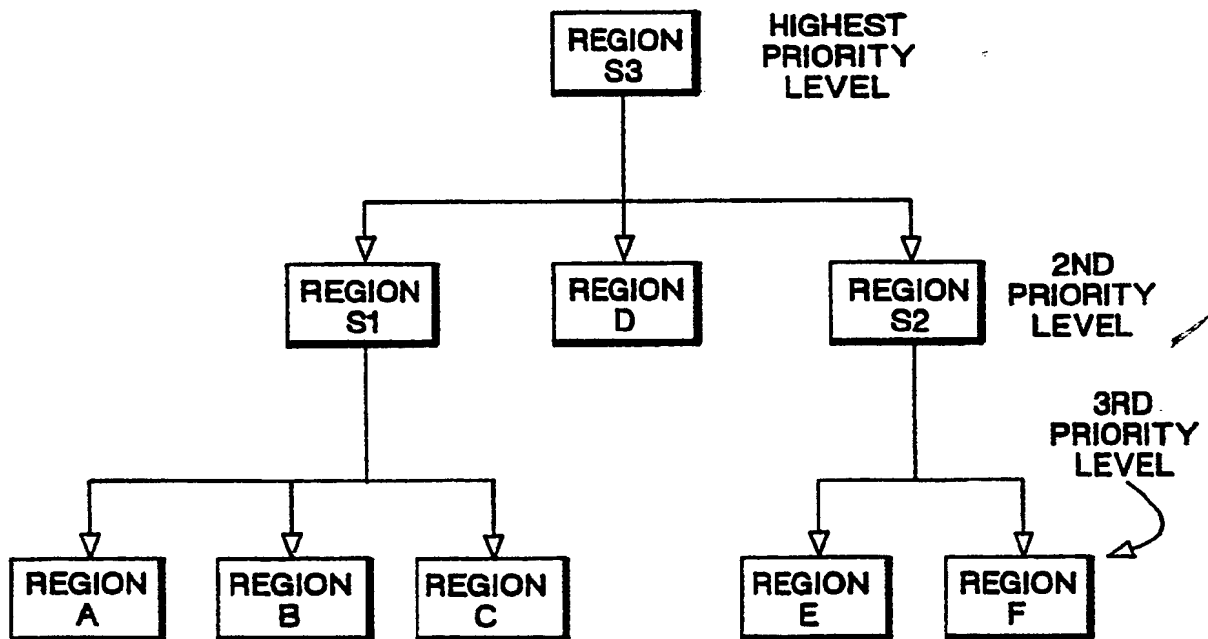 REGION
S3
HIGHEST
PRIORITY
LEVEL
REGION
S1
REGION
D
REGION
S2
2ND
PRIORITY
LEVEL
3RD
PRIORITY
LEVEL
REGION
A
REGION
B
REGION
C
REGION
E
REGION
F